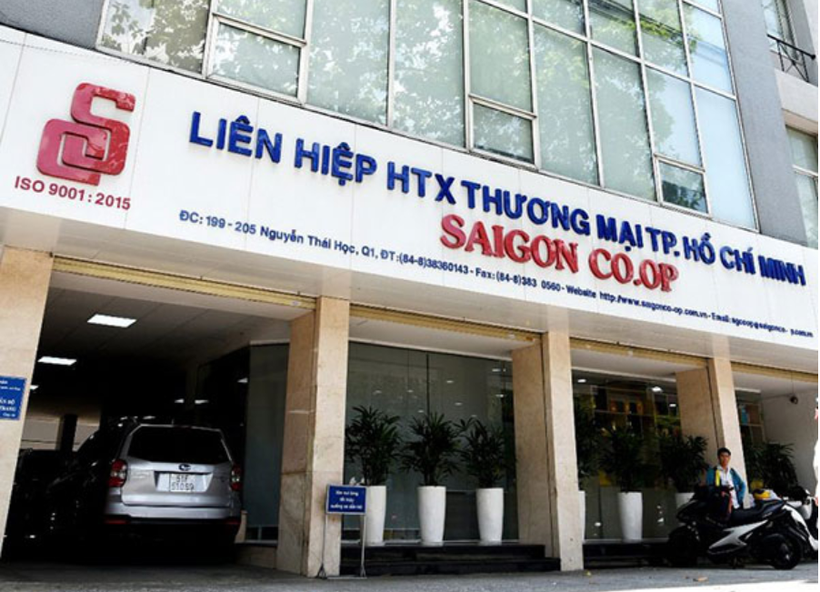 ISO 9001 : 2015
LIÊN HIỆP HTX THƯƠNG MẠI TP. HỒ CHÍ MINH
SAIGON CO.OP
ĐC: 199 - 205 Nguyễn Thái Học, Q1, ĐT:(84-8)38360143 - Fax:(84-8)383 0560 - Website http://www.saigonco-op.com.vn - Email: sgcoop@saigonco- p.com.vn
51F